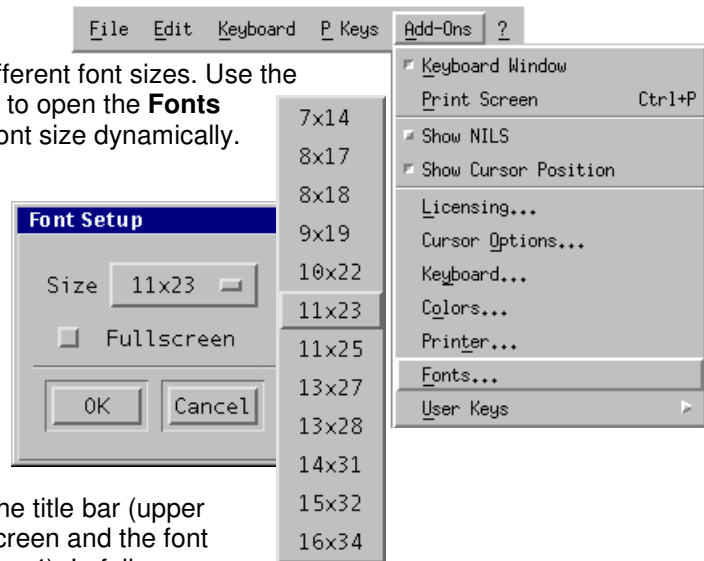 File Edit Keyboard P Keys Add-Ons ?
fferent font sizes. Use the
to open the Fonts
ont size dynamically.
Keyboard Window
Print Screen Ctrl+P
Show NILS
Show Cursor Position
Licensing...
Cursor Options...
Keyboard...
Colors...
Printer...
Fonts...
User Keys
7x14
8x17
8x18
9x19
10x22
11x23
11x25
13x27
13x28
14x31
15x32
16x34
Font Setup
Size 11x23
Fullscreen
OK Cancel
he title bar (upper
creen and the font